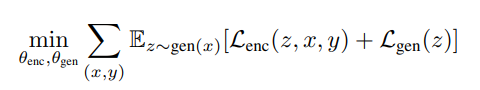 min_{θ_enc,θ_gen} ∑_{(x,y)} 𝔼_{z∼gen(x)}[ℒ_enc(z, x, y) + ℒ_gen(z)]